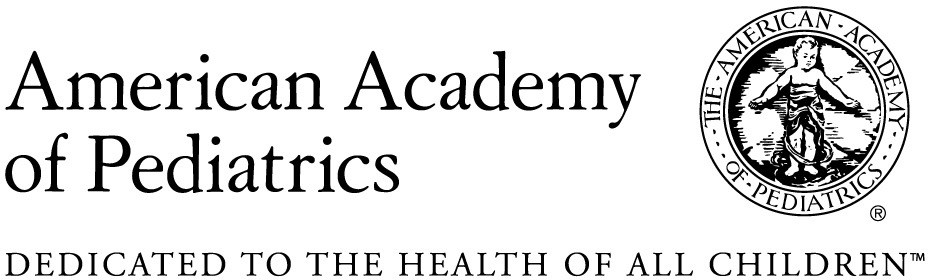 American Academy
of Pediatrics
· THE · AMERICAN · ACADEMY ·
· OF · PEDIATRICS ·
®
DEDICATED TO THE HEALTH OF ALL CHILDREN™